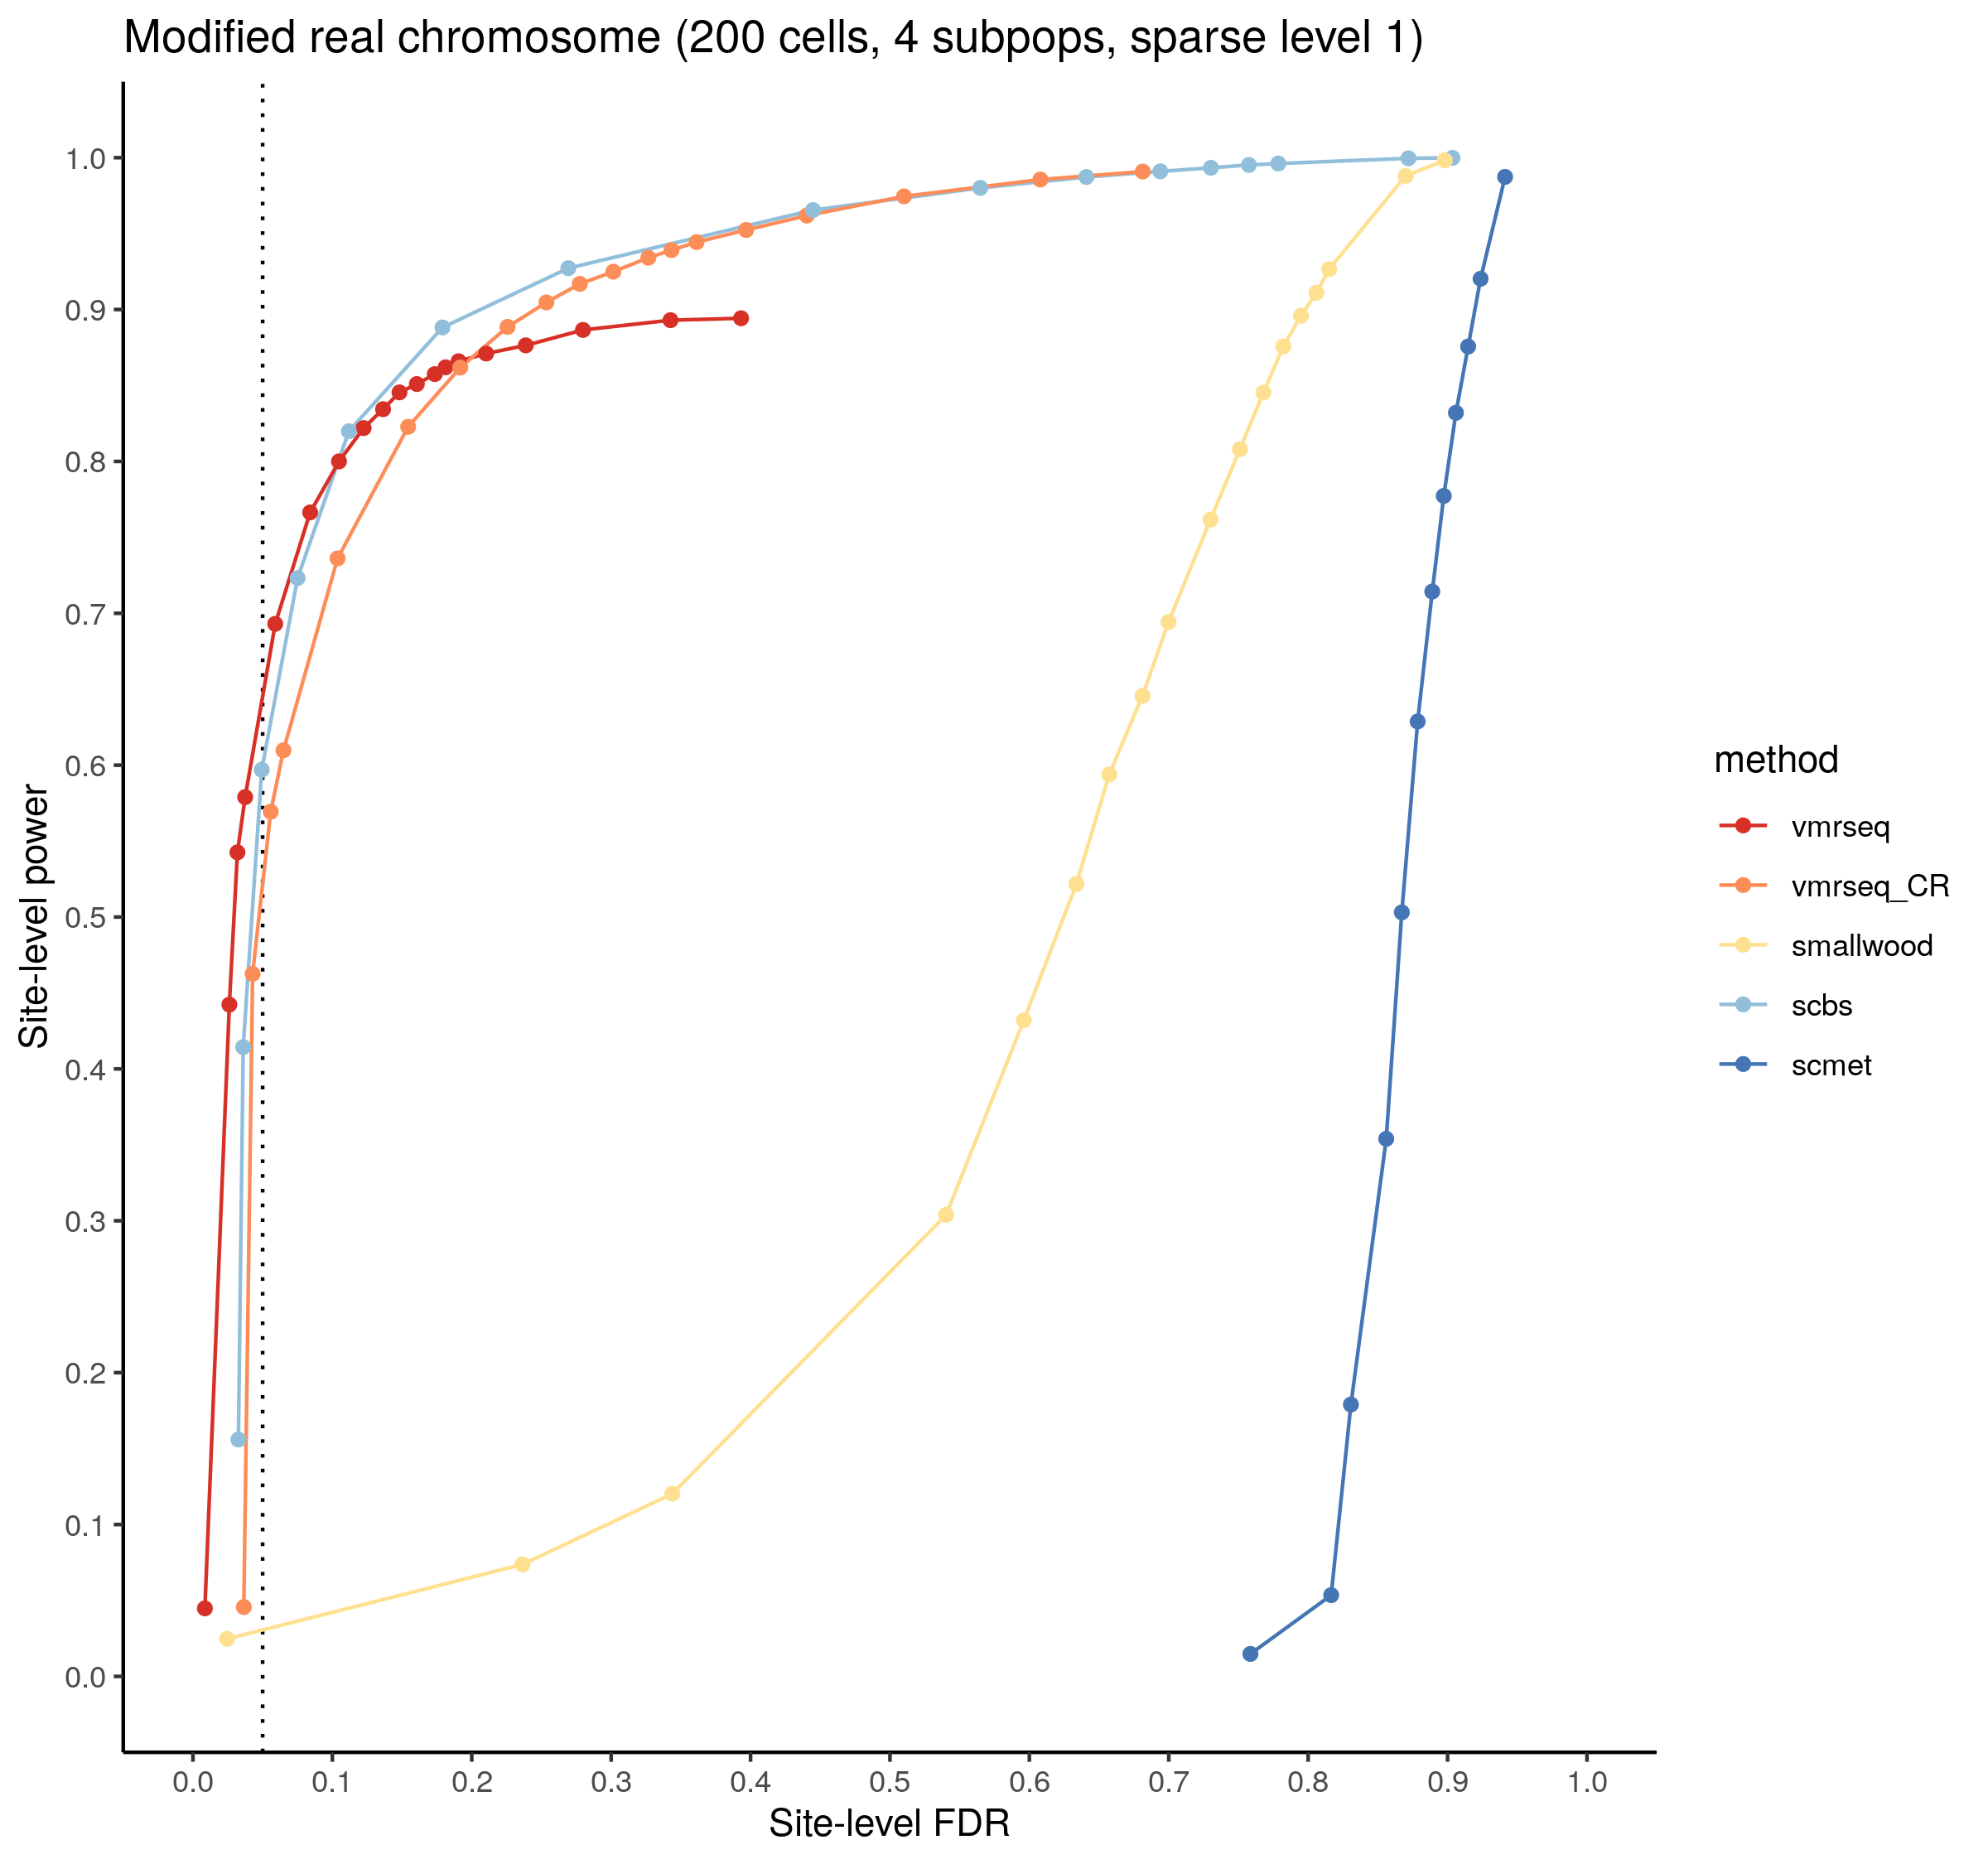 Modified real chromosome (200 cells, 4 subpops, sparse level 1)
Site-level power
1.0
0.9
0.8
0.7
0.6
0.5
0.4
0.3
0.2
0.1
0.0
0.0 0.1 0.2 0.3 0.4 0.5 0.6 0.7 0.8 0.9 1.0
Site-level FDR
method
vmrseq
vmrseq_CR
smallwood
scbs
scmet